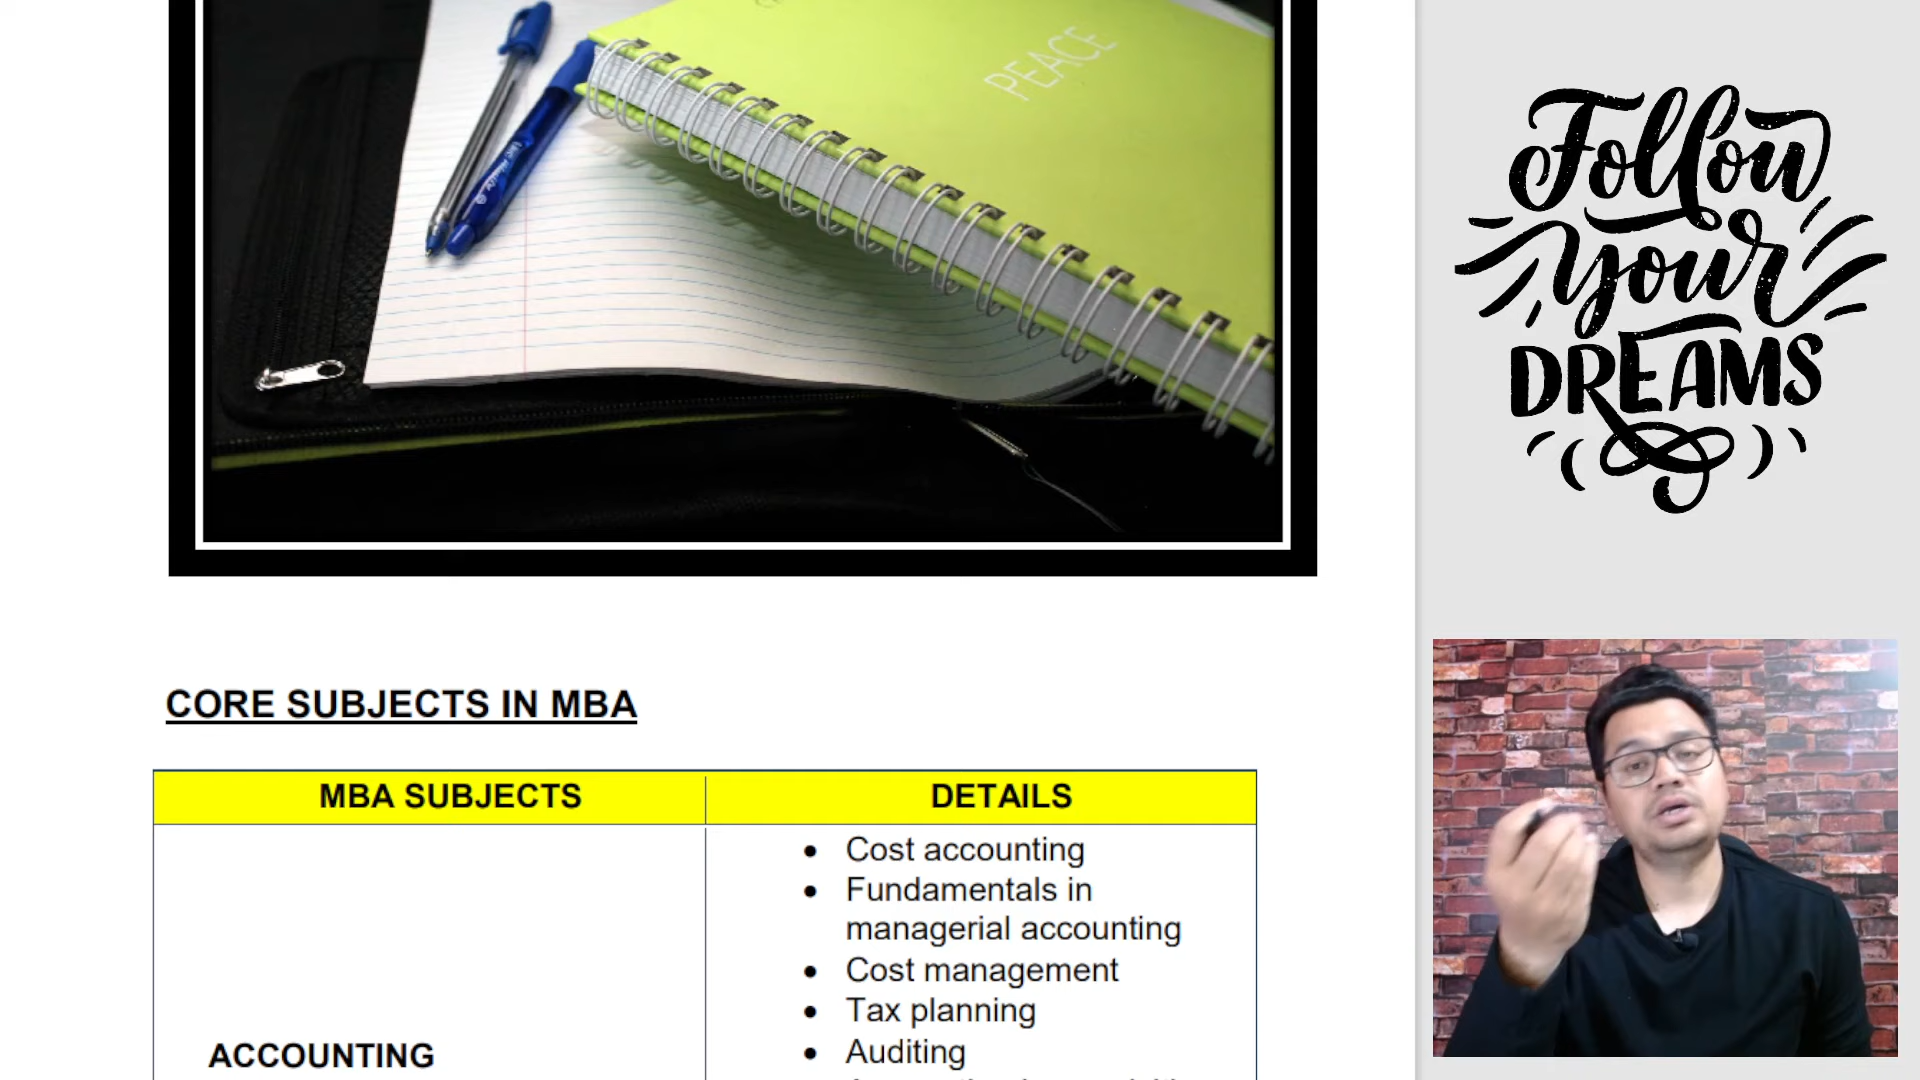 PEACE
Follow
Your
DREAMS
CORE SUBJECTS IN MBA
MBA SUBJECTS
DETAILS
ACCOUNTING
• Cost accounting
• Fundamentals in
managerial accounting
• Cost management
• Tax planning
• Auditing